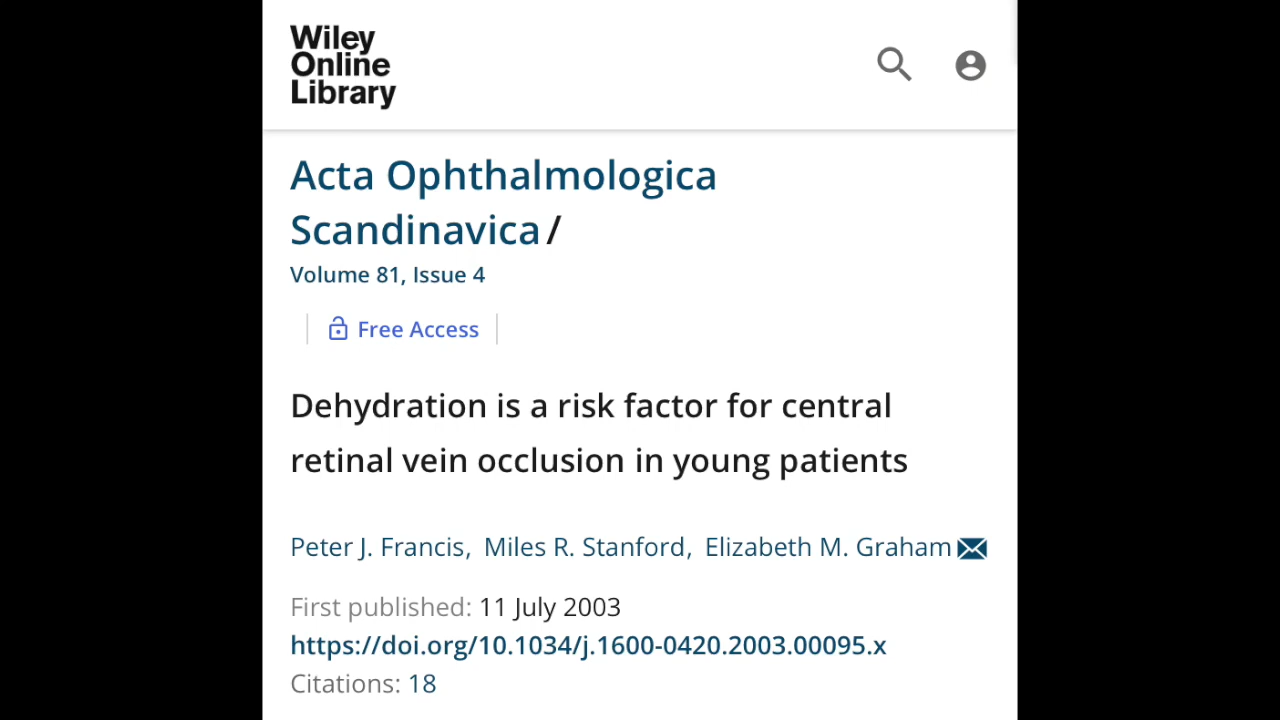 Wiley
Online
Library
Acta Ophthalmologica
Scandinavica /
Volume 81, Issue 4
Free Access
Dehydration is a risk factor for central
retinal vein occlusion in young patients
Peter J. Francis, Miles R. Stanford, Elizabeth M. Graham
First published: 11 July 2003
https://doi.org/10.1034/j.1600-0420.2003.00095.x
Citations: 18